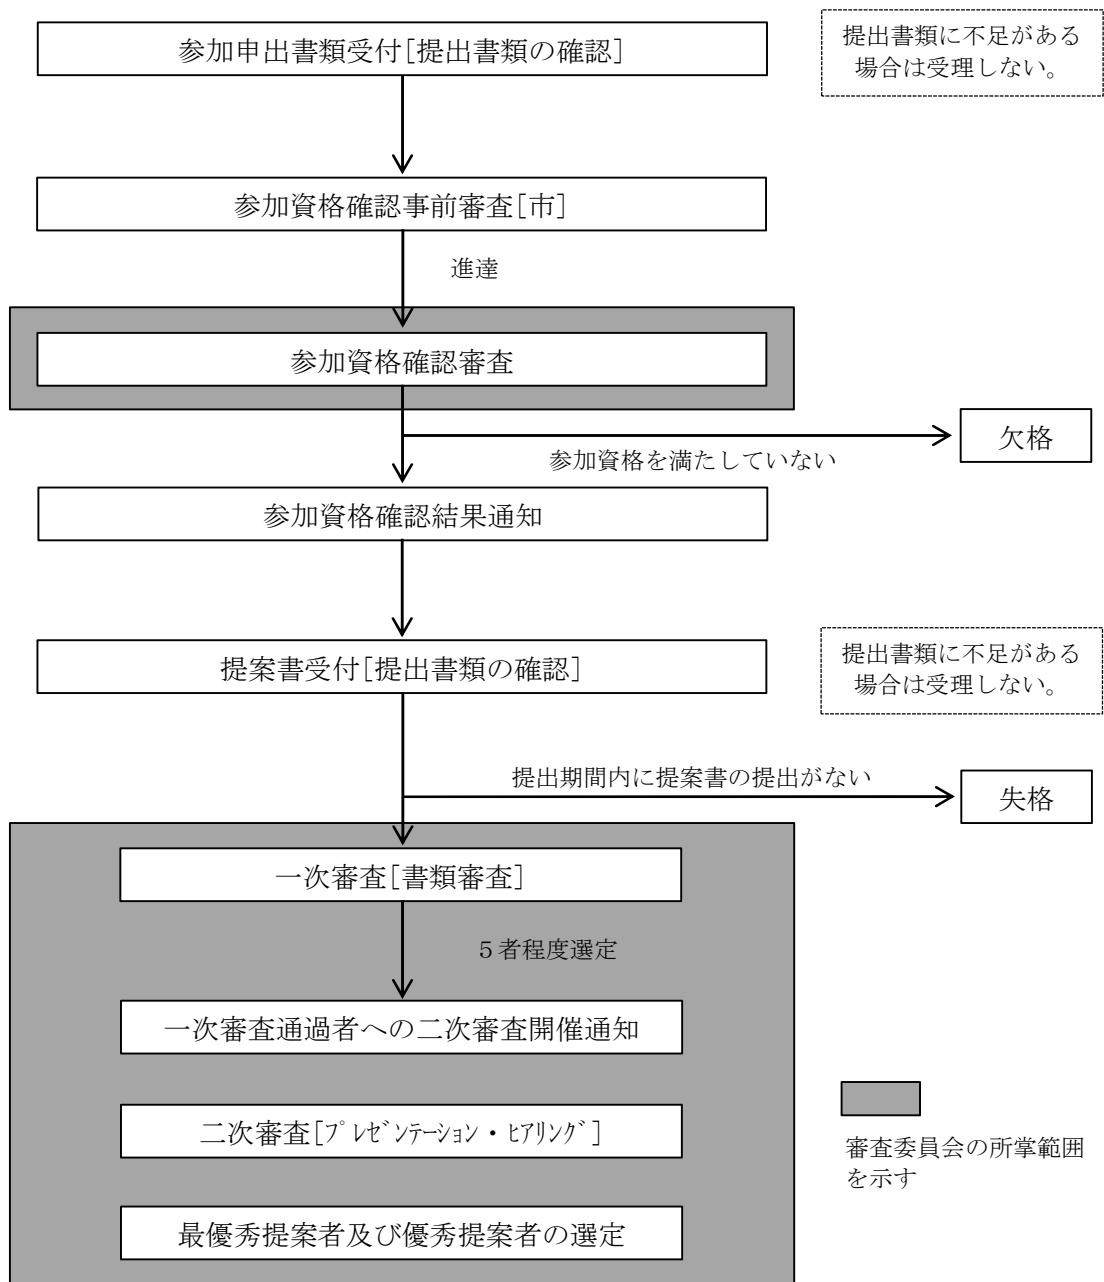 参加申出書類受付[提出書類の確認]
提出書類に不足がある
場合は受理しない。
参加資格確認事前審査[市]
進達
参加資格確認審査
欠格
参加資格を満たしていない
参加資格確認結果通知
提案書受付[提出書類の確認]
提出書類に不足がある
場合は受理しない。
提出期間内に提案書の提出がない
失格
一次審査[書類審査]
５者程度選定
一次審査通過者への二次審査開催通知
二次審査[ﾌﾟﾚｾﾞﾝﾃｰｼｮﾝ・ﾋｱﾘﾝｸﾞ]
審査委員会の所掌範囲
を示す
最優秀提案者及び優秀提案者の選定